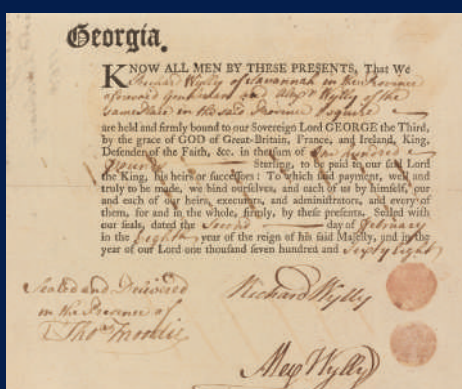 Georgia.
KNOW ALL MEN BY THESE PRESENTS, That We
Richard Wylly of Savannah in the Province
aforesaid Gentleman and Alexr Wylly of the
same Place in the said Province Esquire
are held and firmly bound to our Sovereign Lord GEORGE the Third,
by the grace of GOD of Great-Britain, France, and Ireland, King,
Defender of the Faith, &c. in the sum of One hundred
Pounds Sterling, to be paid to our said Lord
the King, his heirs or successors: To which said payment, well and
truly to be made, we bind ourselves, and each of us by himself, our
and each of our heirs, executors, and administrators, and every of
them, for and in the whole, firmly, by these presents. Sealed with
our seals, dated the Second day of February
in the Eighth year of the reign of his said Majesty, and in the
year of our Lord one thousand seven hundred and Sixty Eight
Sealed and Delivered
in the Presence of
Thos Moodie
Richard Wylly
Alex Wylly